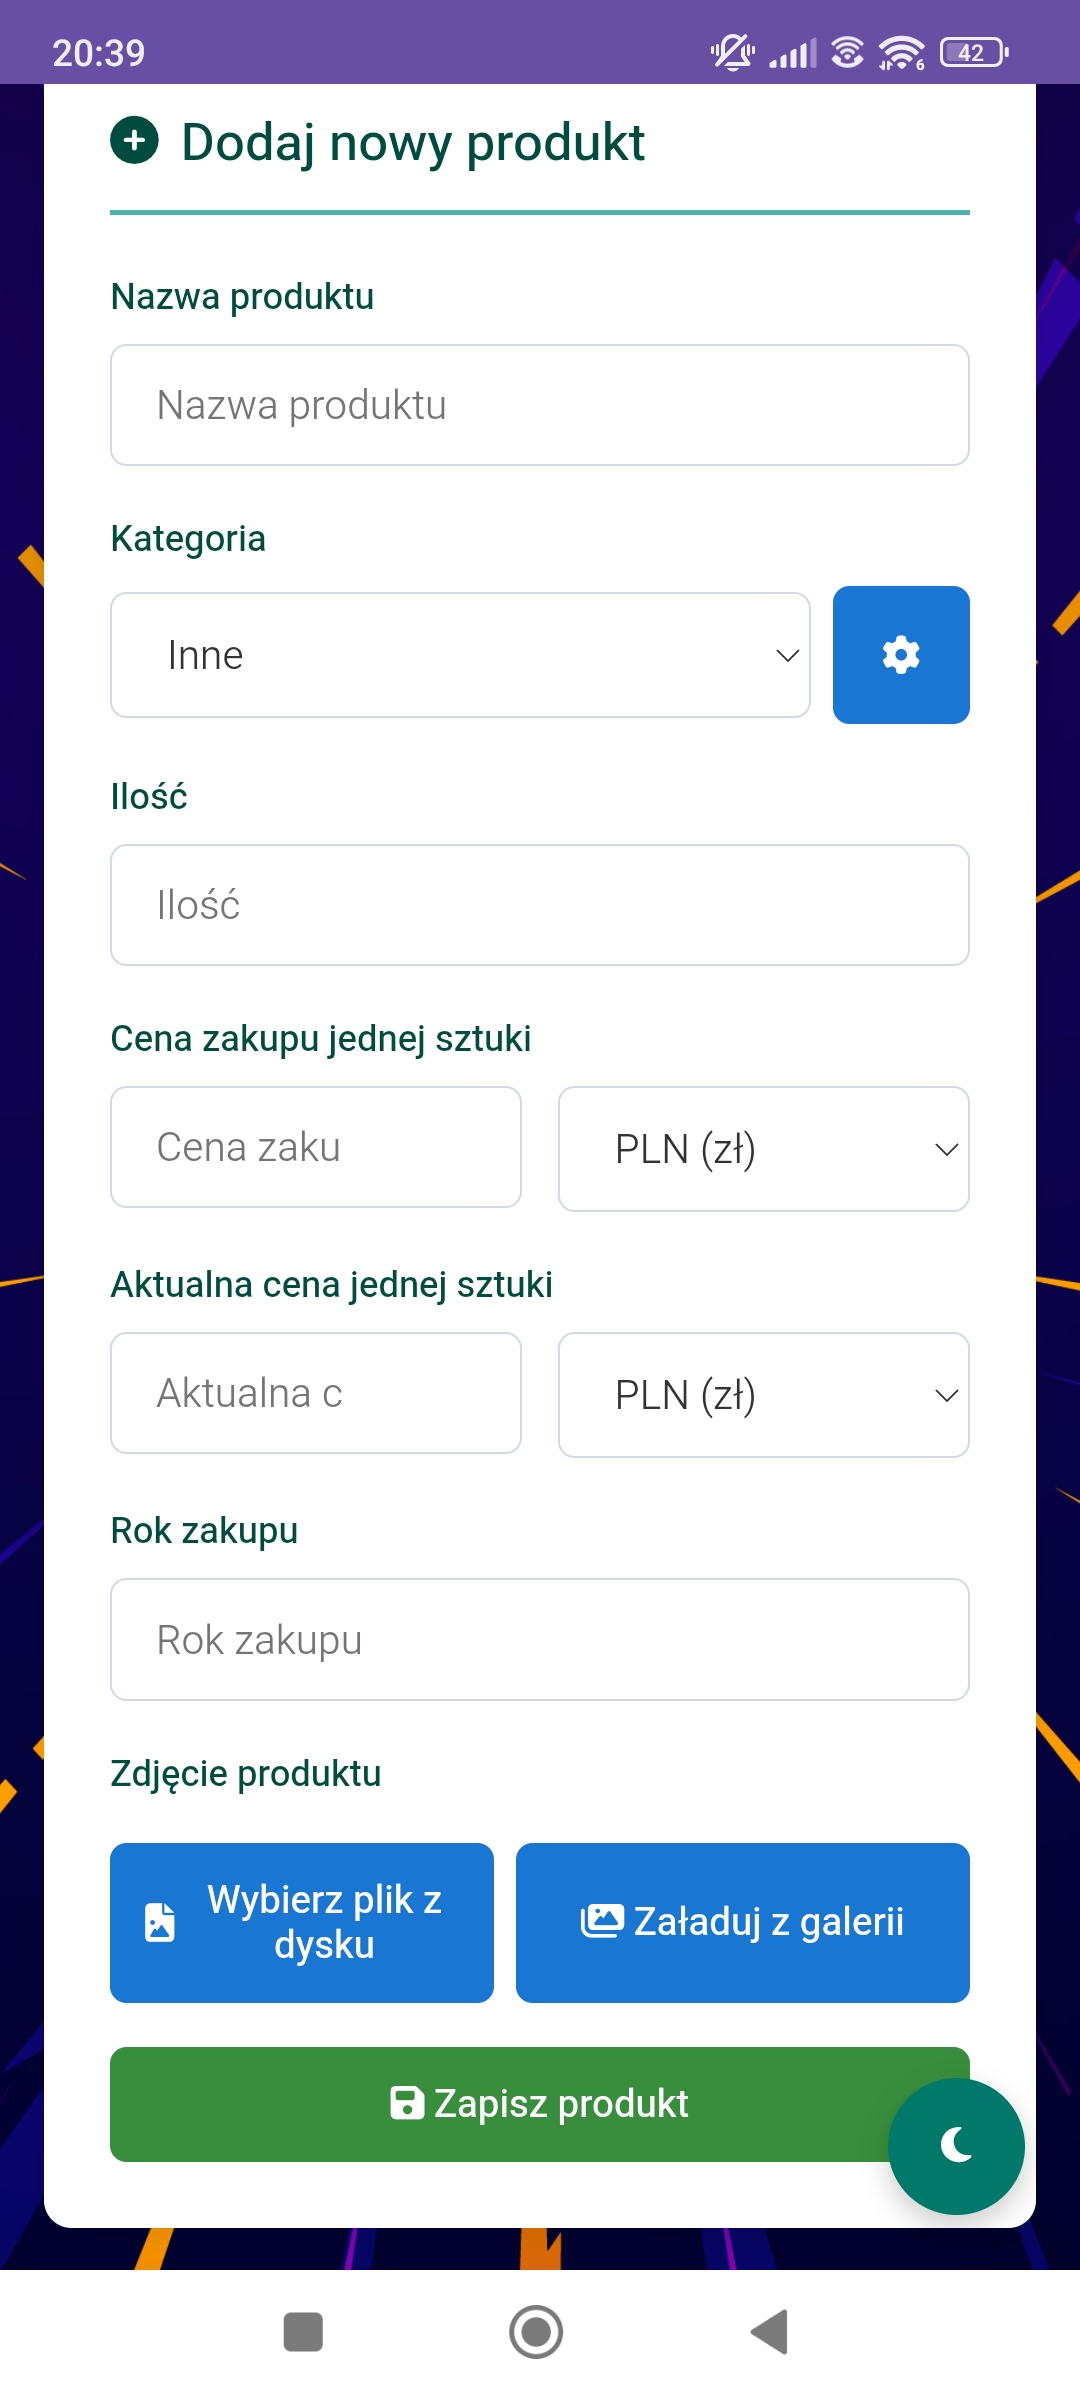 20:39
6
42
Dodaj nowy produkt
Nazwa produktu
Nazwa produktu
Kategoria
Inne
Ilość
Ilość
Cena zakupu jednej sztuki
Cena zaku
PLN (zł)
Aktualna cena jednej sztuki
Aktualna c
PLN (zł)
Rok zakupu
Rok zakupu
Zdjęcie produktu
Wybierz plik z
dysku
Załaduj z galerii
Zapisz produkt